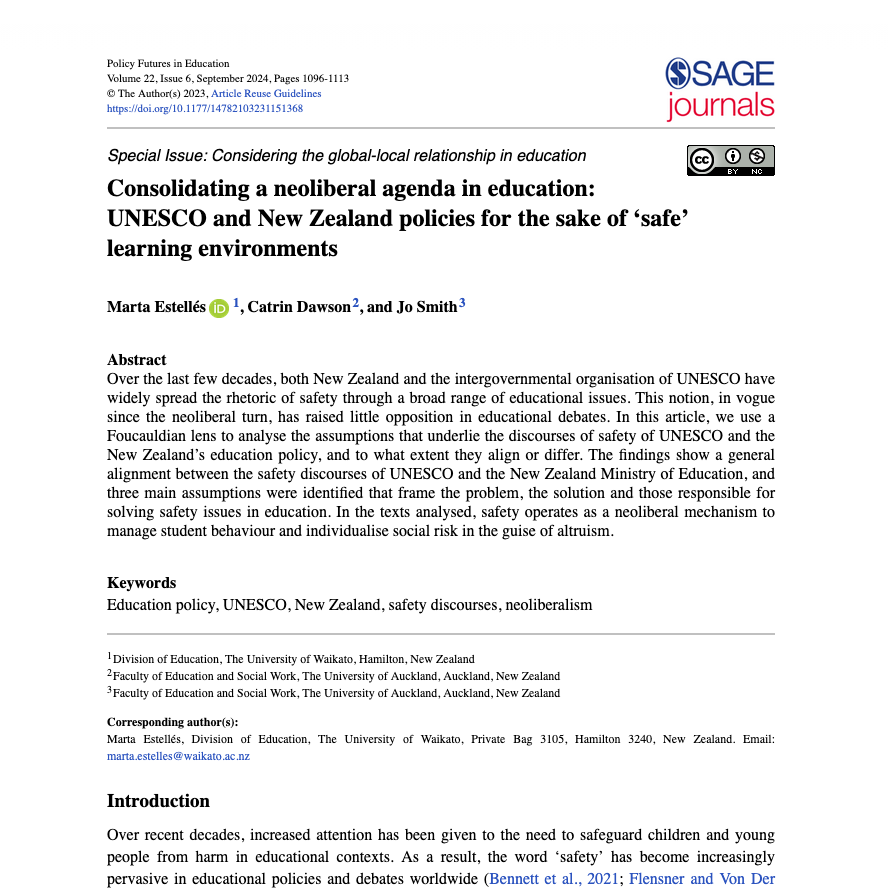 Policy Futures in Education
Volume 22, Issue 6, September 2024, Pages 1096-1113
© The Author(s) 2023, Article Reuse Guidelines
https://doi.org/10.1177/14782103231151368
SAGE
journals
Special Issue: Considering the global-local relationship in education
cc
BY NC
Consolidating a neoliberal agenda in education:
UNESCO and New Zealand policies for the sake of ‘safe’
learning environments
Marta Estellés iD 1, Catrin Dawson2, and Jo Smith3
Abstract
Over the last few decades, both New Zealand and the intergovernmental organisation of UNESCO have
widely spread the rhetoric of safety through a broad range of educational issues. This notion, in vogue
since the neoliberal turn, has raised little opposition in educational debates. In this article, we use a
Foucauldian lens to analyse the assumptions that underlie the discourses of safety of UNESCO and the
New Zealand’s education policy, and to what extent they align or differ. The findings show a general
alignment between the safety discourses of UNESCO and the New Zealand Ministry of Education, and
three main assumptions were identified that frame the problem, the solution and those responsible for
solving safety issues in education. In the texts analysed, safety operates as a neoliberal mechanism to
manage student behaviour and individualise social risk in the guise of altruism.
Keywords
Education policy, UNESCO, New Zealand, safety discourses, neoliberalism
1Division of Education, The University of Waikato, Hamilton, New Zealand
2Faculty of Education and Social Work, The University of Auckland, Auckland, New Zealand
3Faculty of Education and Social Work, The University of Auckland, Auckland, New Zealand
Corresponding author(s):
Marta Estellés, Division of Education, The University of Waikato, Private Bag 3105, Hamilton 3240, New Zealand. Email:
marta.estelles@waikato.ac.nz
Introduction
Over recent decades, increased attention has been given to the need to safeguard children and young
people from harm in educational contexts. As a result, the word ‘safety’ has become increasingly
pervasive in educational policies and debates worldwide (Bennett et al., 2021; Flensner and Von Der